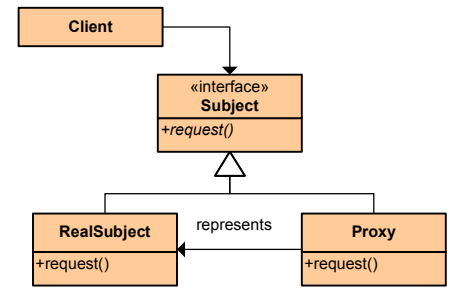 Client
«interface»
Subject
+request()
represents
RealSubject
Proxy
+request()
+request()